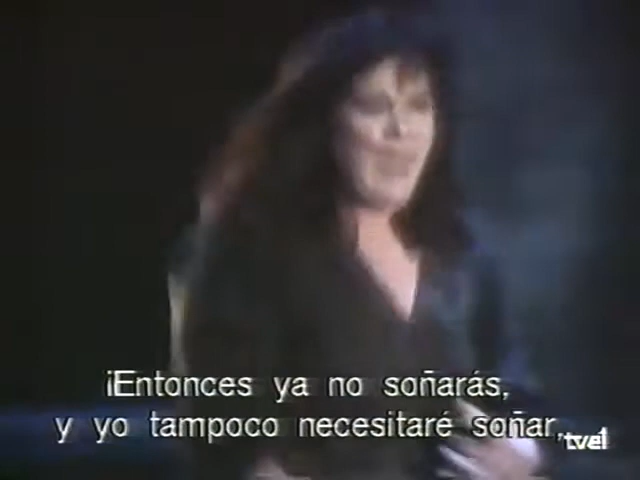 ¡Entonces ya no soñarás,
y yo tampoco necesitaré soñar,
tve1